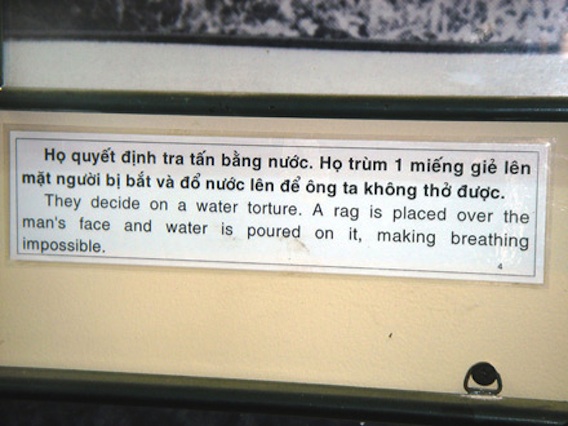 Họ quyết định tra tấn bằng nước. Họ trùm 1 miếng giẻ lên
mặt người bị bắt và đổ nước lên để ông ta không thở được.
They decide on a water torture. A rag is placed over the
man's face and water is poured on it, making breathing
impossible.
4